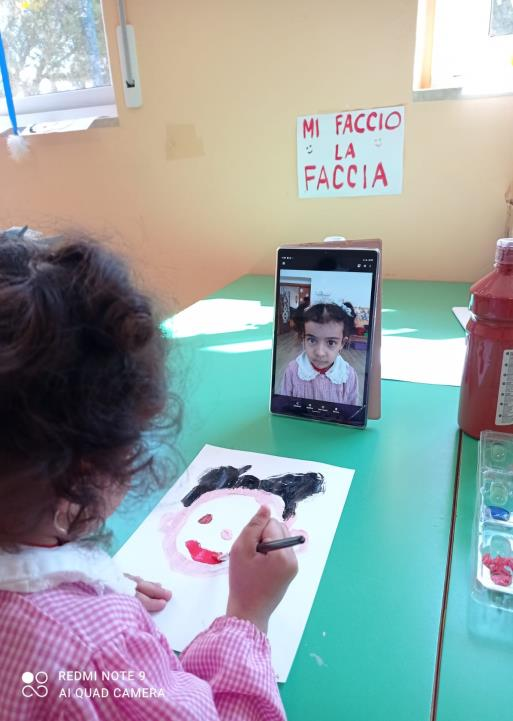 MI FACCIO
LA
FACCIA
REDMI NOTE 9
AI QUAD CAMERA